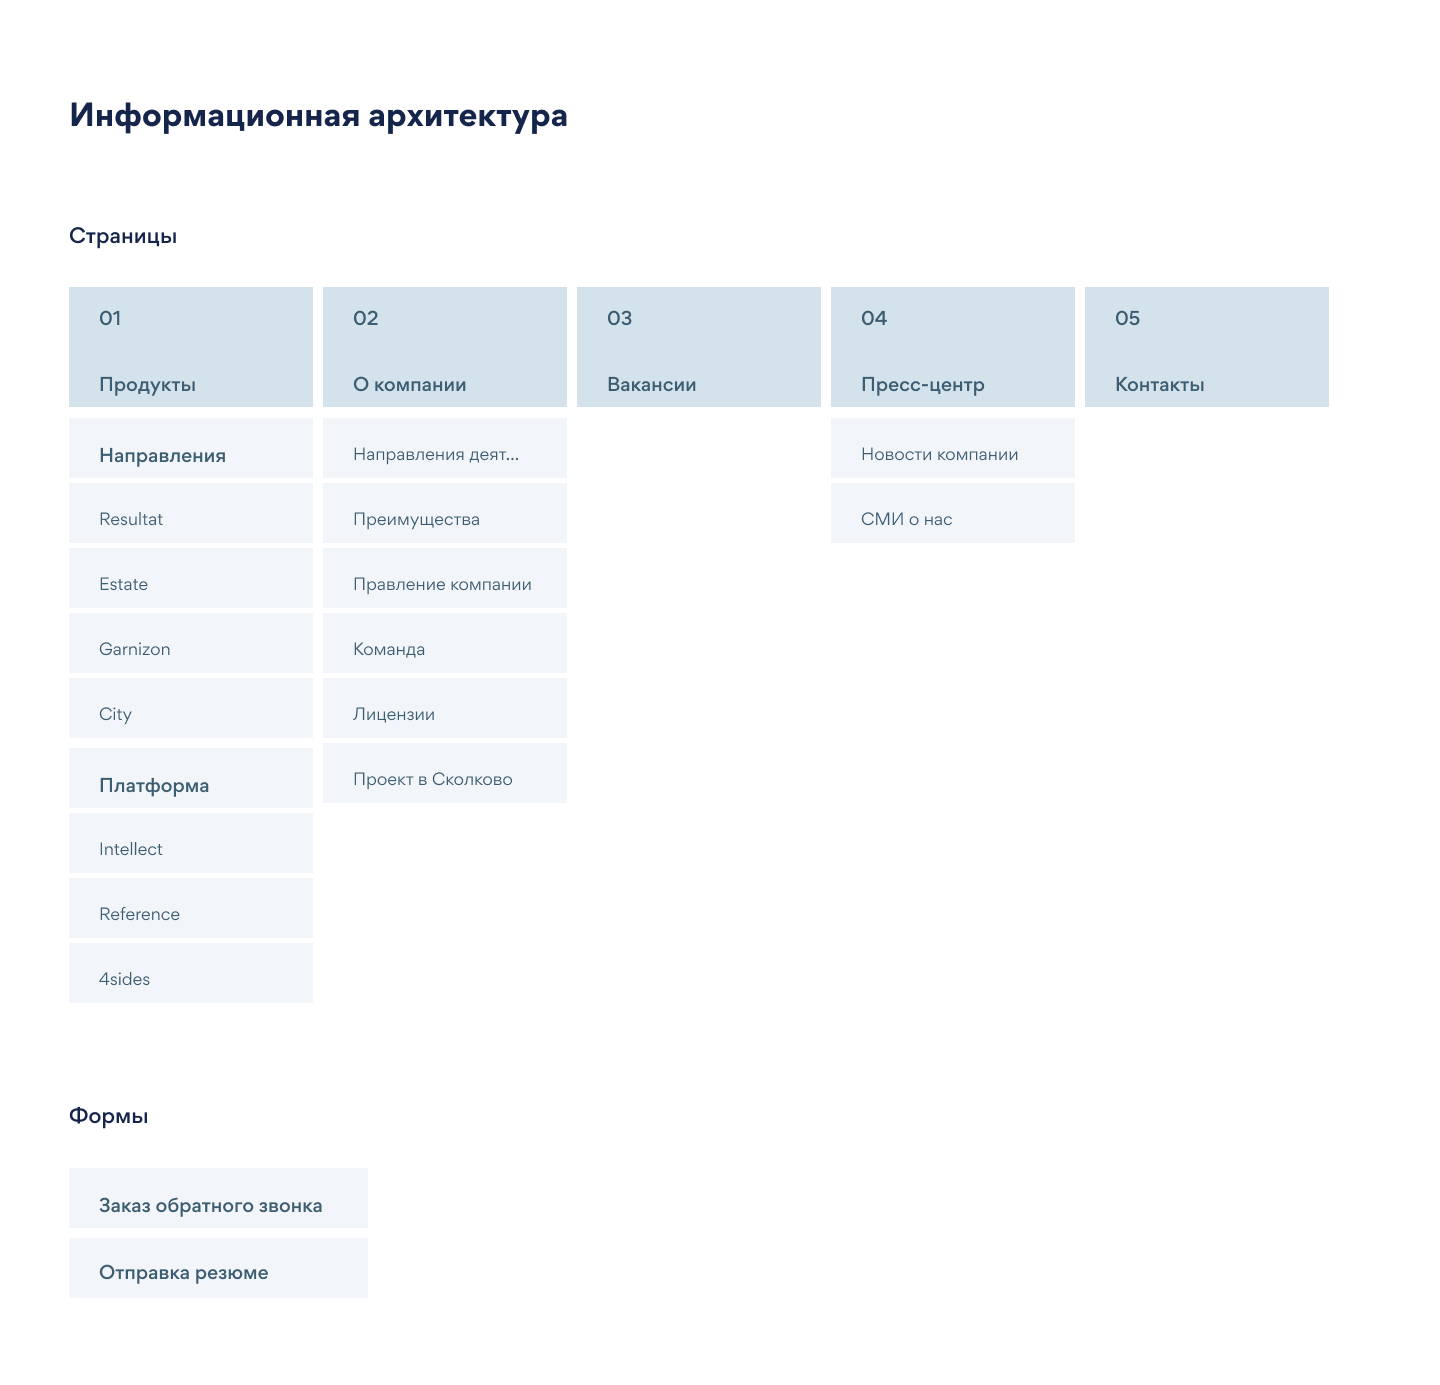 Информационная архитектура
Страницы
01
Продукты
Направления
Resultat
Estate
Garnizon
City
Платформа
Intellect
Reference
4sides
02
О компании
Направления деят...
Преимущества
Правление компании
Команда
Лицензии
Проект в Сколково
03
Вакансии
04
Пресс-центр
Новости компании
СМИ о нас
05
Контакты
Формы
Заказ обратного звонка
Отправка резюме